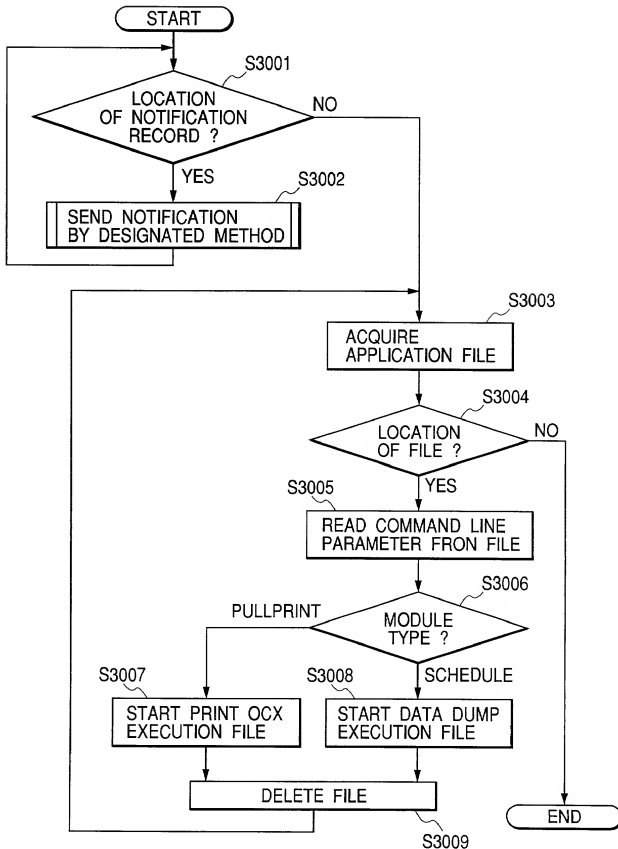 START
S3001
LOCATION
OF NOTIFICATION
RECORD ?
NO
YES
S3002
SEND NOTIFICATION
BY DESIGNATED METHOD
S3003
ACQUIRE
APPLICATION FILE
S3004
LOCATION
OF FILE ?
NO
YES
S3005
READ COMMAND LINE
PARAMETER FRON FILE
S3006
MODULE
TYPE ?
PULLPRINT
SCHEDULE
S3007
START PRINT OCX
EXECUTION FILE
S3008
START DATA DUMP
EXECUTION FILE
DELETE FILE
S3009
END